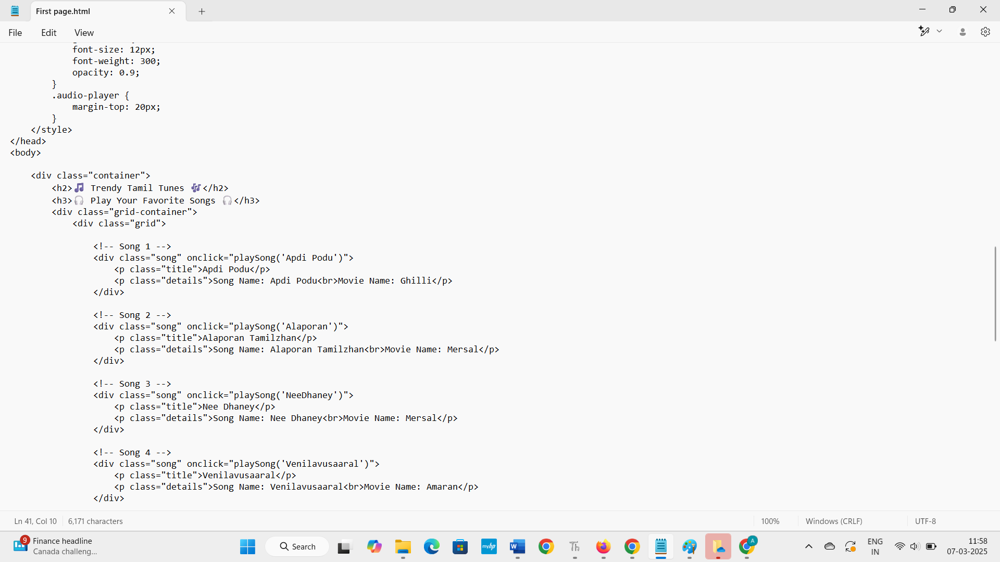 First page.html
File Edit View
            font-size: 12px;
            font-weight: 300;
            opacity: 0.9;
        }
        .audio-player {
            margin-top: 20px;
        }
    </style>
</head>
<body>
    <div class="container">
        <h2>🎵 Trendy Tamil Tunes 🎶</h2>
        <h3>🎧 Play Your Favorite Songs 🎧</h3>
        <div class="grid-container">
            <div class="grid">
                <!-- Song 1 -->
                <div class="song" onclick="playSong('Apdi Podu')">
                    <p class="title">Apdi Podu</p>
                    <p class="details">Song Name: Apdi Podu<br>Movie Name: Ghilli</p>
                </div>
                <!-- Song 2 -->
                <div class="song" onclick="playSong('Alaporan')">
                    <p class="title">Alaporan Tamilzhan</p>
                    <p class="details">Song Name: Alaporan Tamilzhan<br>Movie Name: Mersal</p>
                </div>
                <!-- Song 3 -->
                <div class="song" onclick="playSong('NeeDhaney')">
                    <p class="title">Nee Dhaney</p>
                    <p class="details">Song Name: Nee Dhaney<br>Movie Name: Mersal</p>
                </div>
                <!-- Song 4 -->
                <div class="song" onclick="playSong('Venilavusaaral')">
                    <p class="title">Venilavusaaral</p>
                    <p class="details">Song Name: Venilavusaaral<br>Movie Name: Amaran</p>
                </div>
Ln 41, Col 10 6,171 characters 100% Windows (CRLF) UTF-8
9 Finance headline
Canada challeng...
Search
myhp
W
Th
A
ENG
IN
11:58
07-03-2025